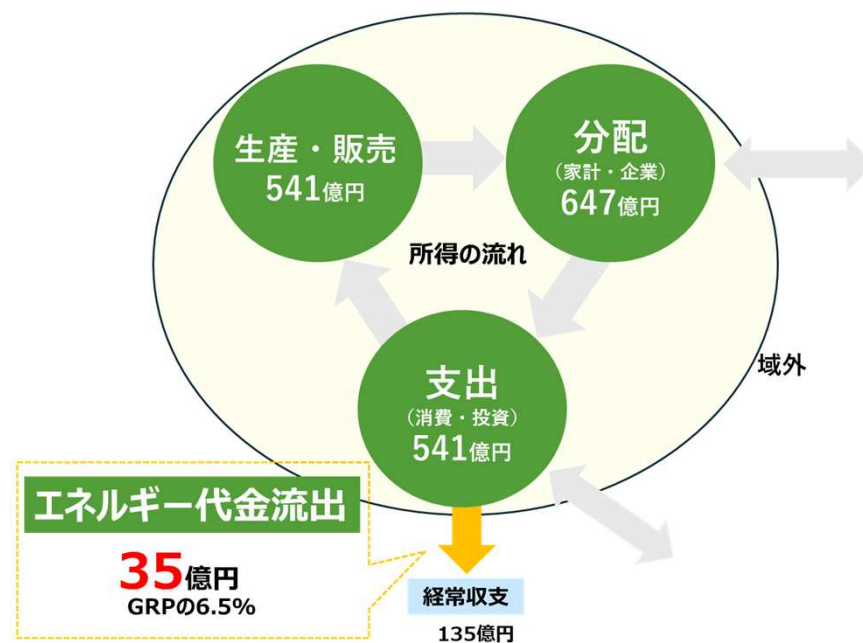 生産・販売
541億円
分配
（家計・企業）
647億円
所得の流れ
域外
支出
（消費・投資）
541億円
エネルギー代金流出
35億円
GRPの6.5%
経常収支
135億円